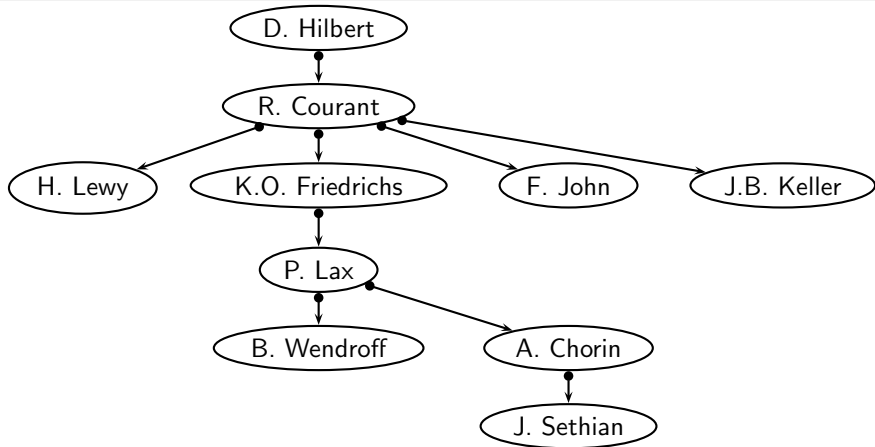 D. Hilbert
R. Courant
H. Lewy
K.O. Friedrichs
F. John
J.B. Keller
P. Lax
B. Wendroff
A. Chorin
J. Sethian